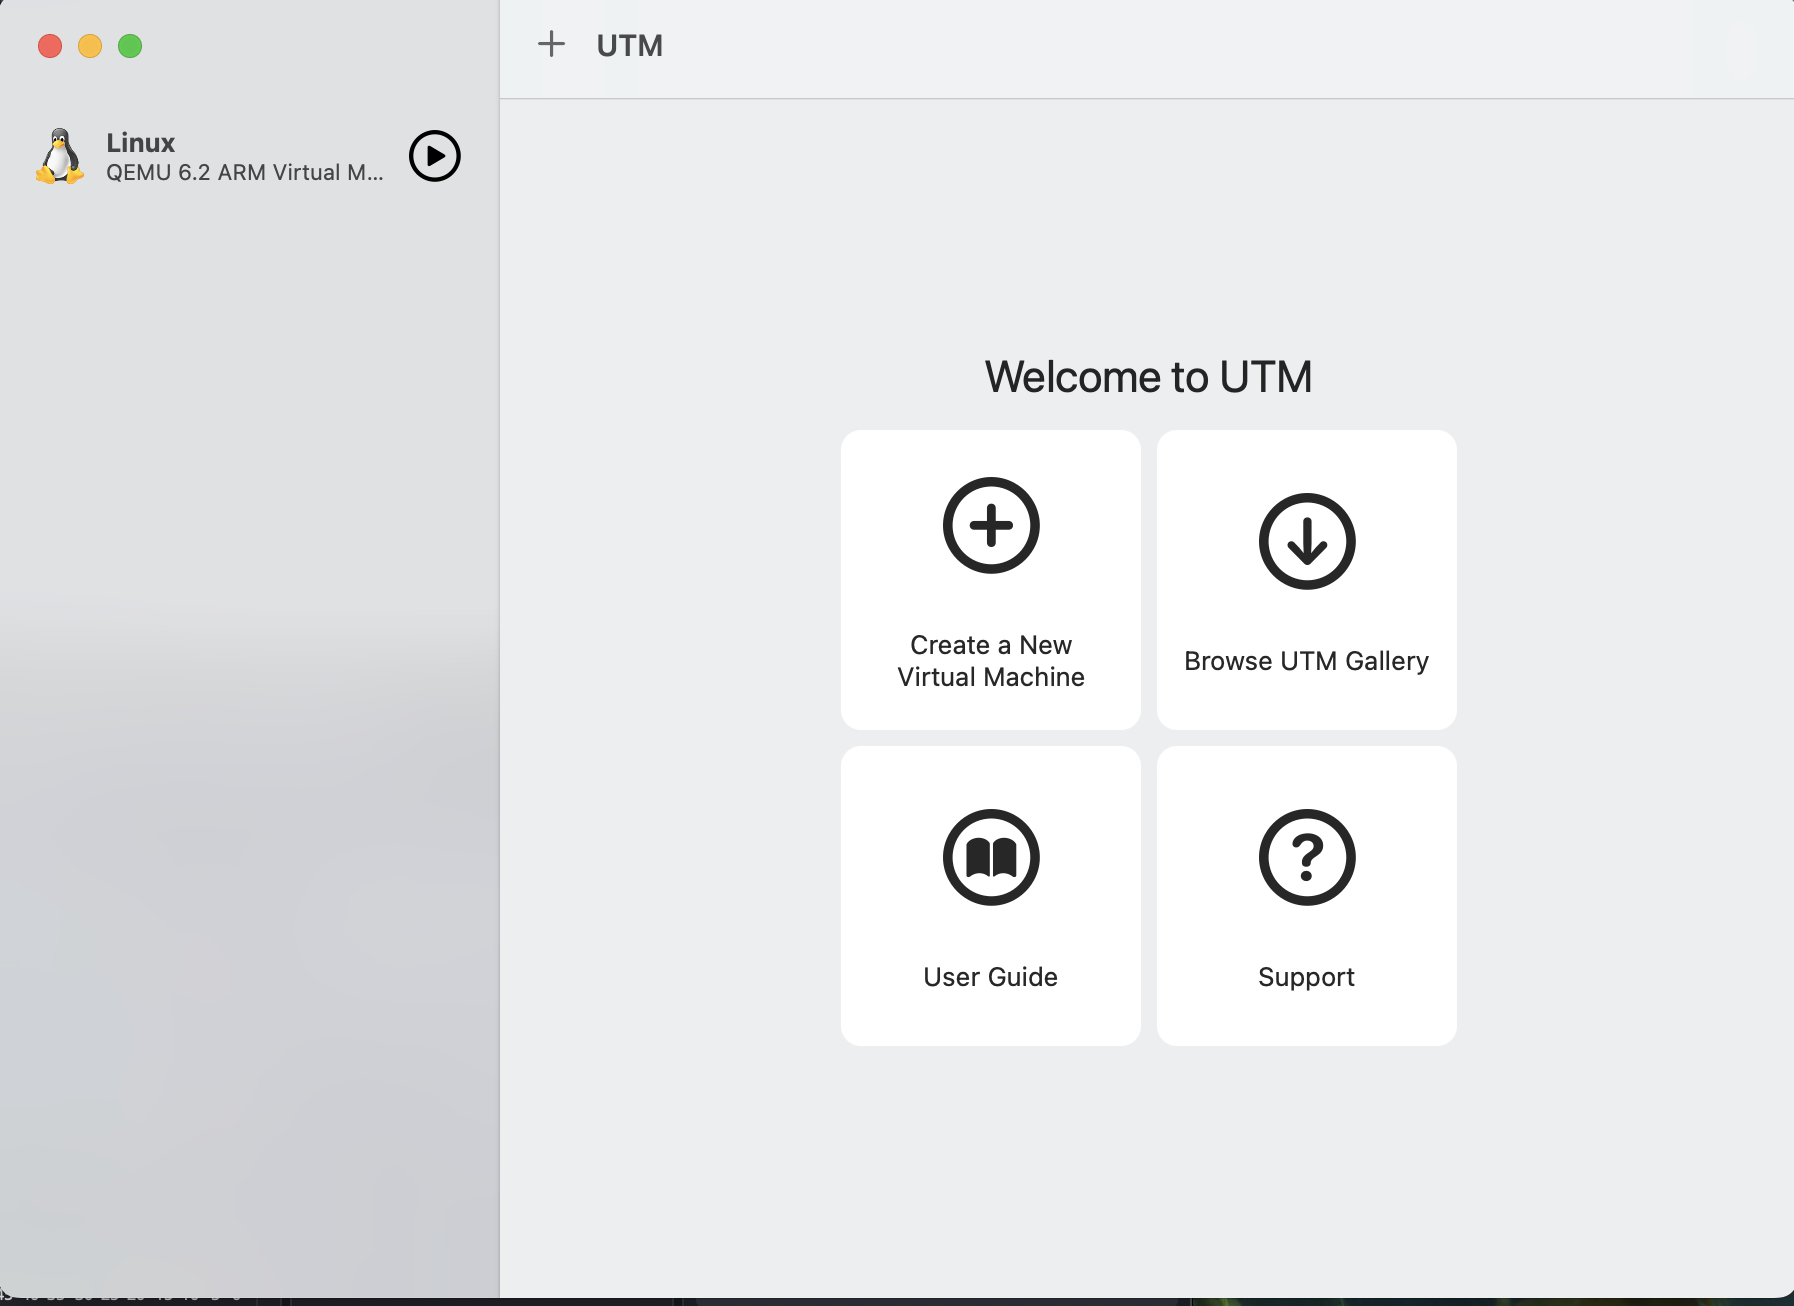 UTM
Linux
QEMU 6.2 ARM Virtual M...
Welcome to UTM
Create a New
Virtual Machine
Browse UTM Gallery
User Guide
Support